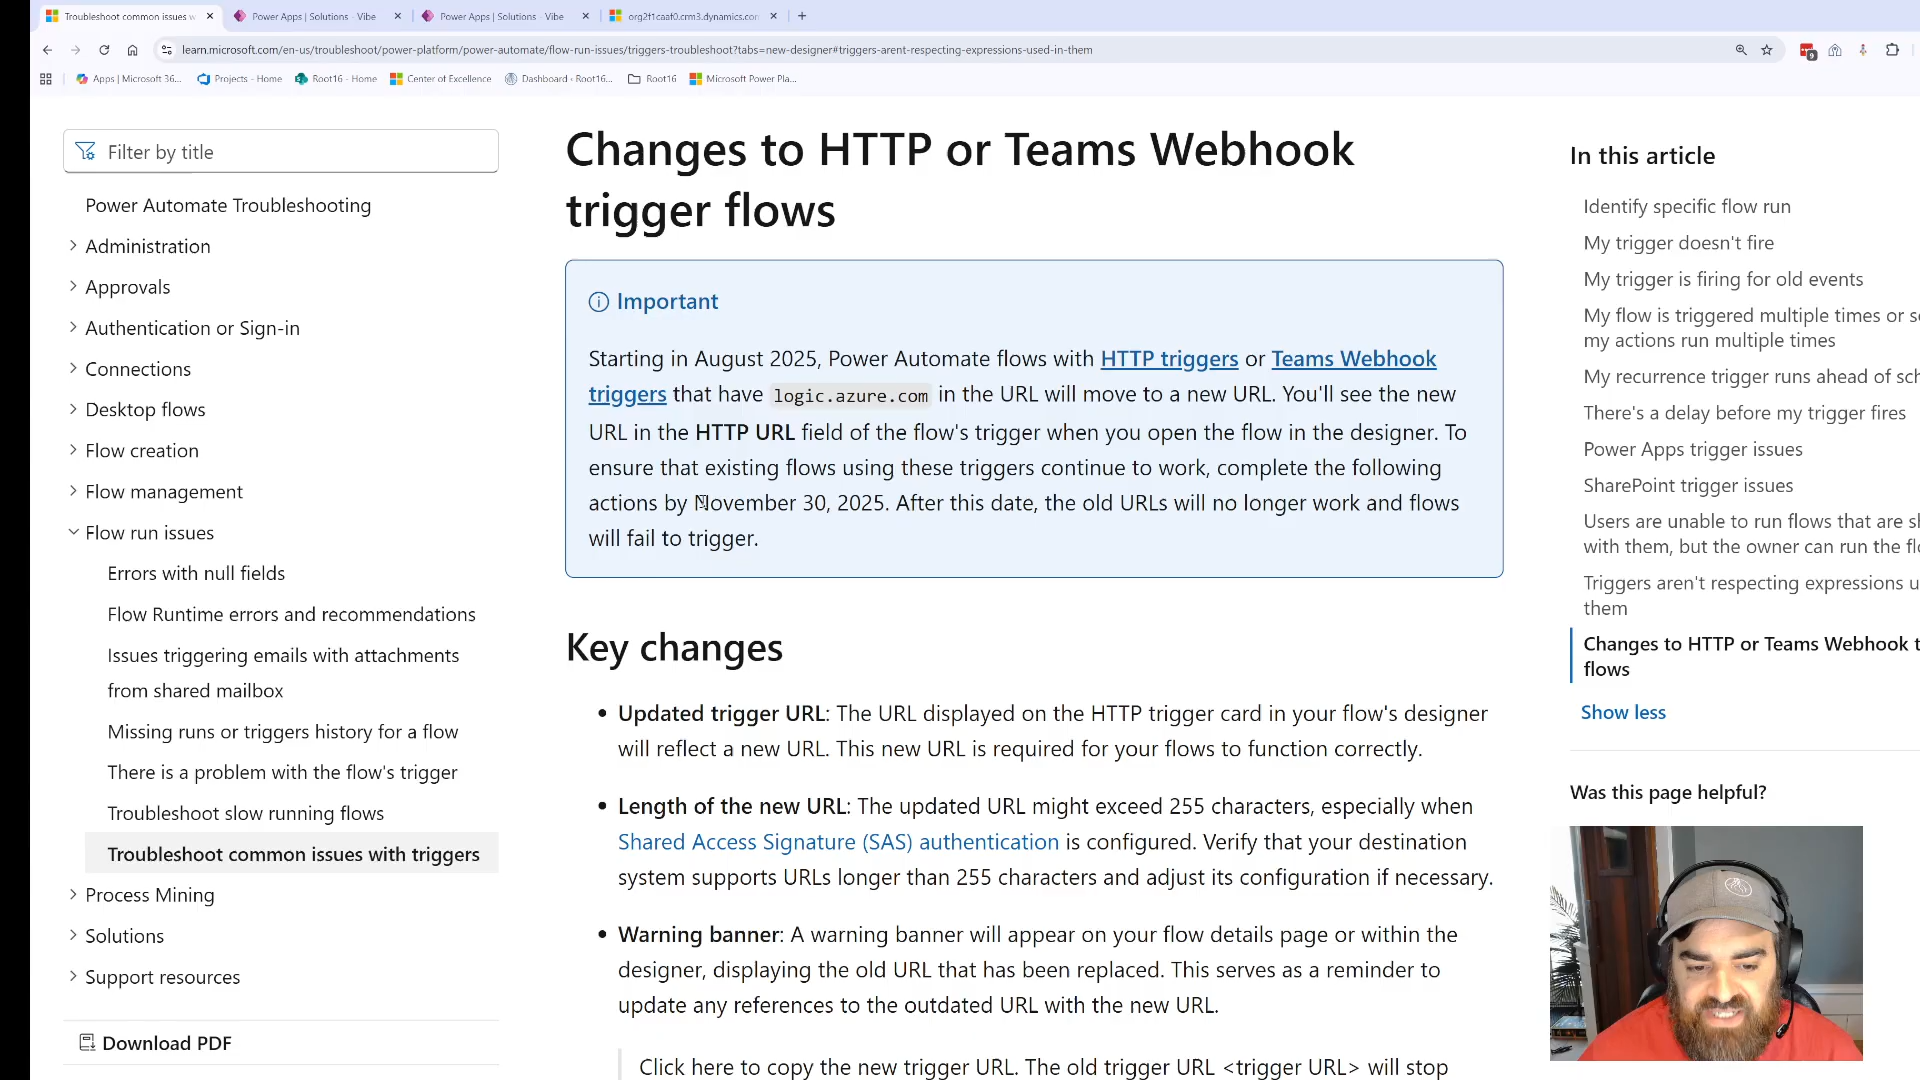 Troubleshoot common issues w
Power Apps | Solutions - Vibe
Power Apps | Solutions - Vibe
org2f1caaf0.crm3.dynamics.co
learn.microsoft.com/en-us/troubleshoot/power-platform/power-automate/flow-run-issues/triggers-troubleshoot?tabs=new-designer#triggers-arent-respecting-expressions-used-in-them
9
Apps | Microsoft 36...
Projects - Home
Root16 - Home
Center of Excellence
Dashboard ‹ Root16...
Root16
Microsoft Power Pla...
Filter by title
Power Automate Troubleshooting
Administration
Approvals
Authentication or Sign-in
Connections
Desktop flows
Flow creation
Flow management
Flow run issues
Errors with null fields
Flow Runtime errors and recommendations
Issues triggering emails with attachments
from shared mailbox
Missing runs or triggers history for a flow
There is a problem with the flow's trigger
Troubleshoot slow running flows
Troubleshoot common issues with triggers
Process Mining
Solutions
Support resources
Download PDF
Changes to HTTP or Teams Webhook
trigger flows
Important
Starting in August 2025, Power Automate flows with HTTP triggers or Teams Webhook
triggers that have logic.azure.com in the URL will move to a new URL. You'll see the new
URL in the HTTP URL field of the flow's trigger when you open the flow in the designer. To
ensure that existing flows using these triggers continue to work, complete the following
actions by November 30, 2025. After this date, the old URLs will no longer work and flows
will fail to trigger.
Key changes
• Updated trigger URL: The URL displayed on the HTTP trigger card in your flow's designer
will reflect a new URL. This new URL is required for your flows to function correctly.
• Length of the new URL: The updated URL might exceed 255 characters, especially when
Shared Access Signature (SAS) authentication is configured. Verify that your destination
system supports URLs longer than 255 characters and adjust its configuration if necessary.
• Warning banner: A warning banner will appear on your flow details page or within the
designer, displaying the old URL that has been replaced. This serves as a reminder to
update any references to the outdated URL with the new URL.
Click here to copy the new trigger URL. The old trigger URL <trigger URL> will stop
In this article
Identify specific flow run
My trigger doesn't fire
My trigger is firing for old events
My flow is triggered multiple times or s
my actions run multiple times
My recurrence trigger runs ahead of sch
There's a delay before my trigger fires
Power Apps trigger issues
SharePoint trigger issues
Users are unable to run flows that are sh
with them, but the owner can run the flo
Triggers aren't respecting expressions u
them
Changes to HTTP or Teams Webhook t
flows
Show less
Was this page helpful?